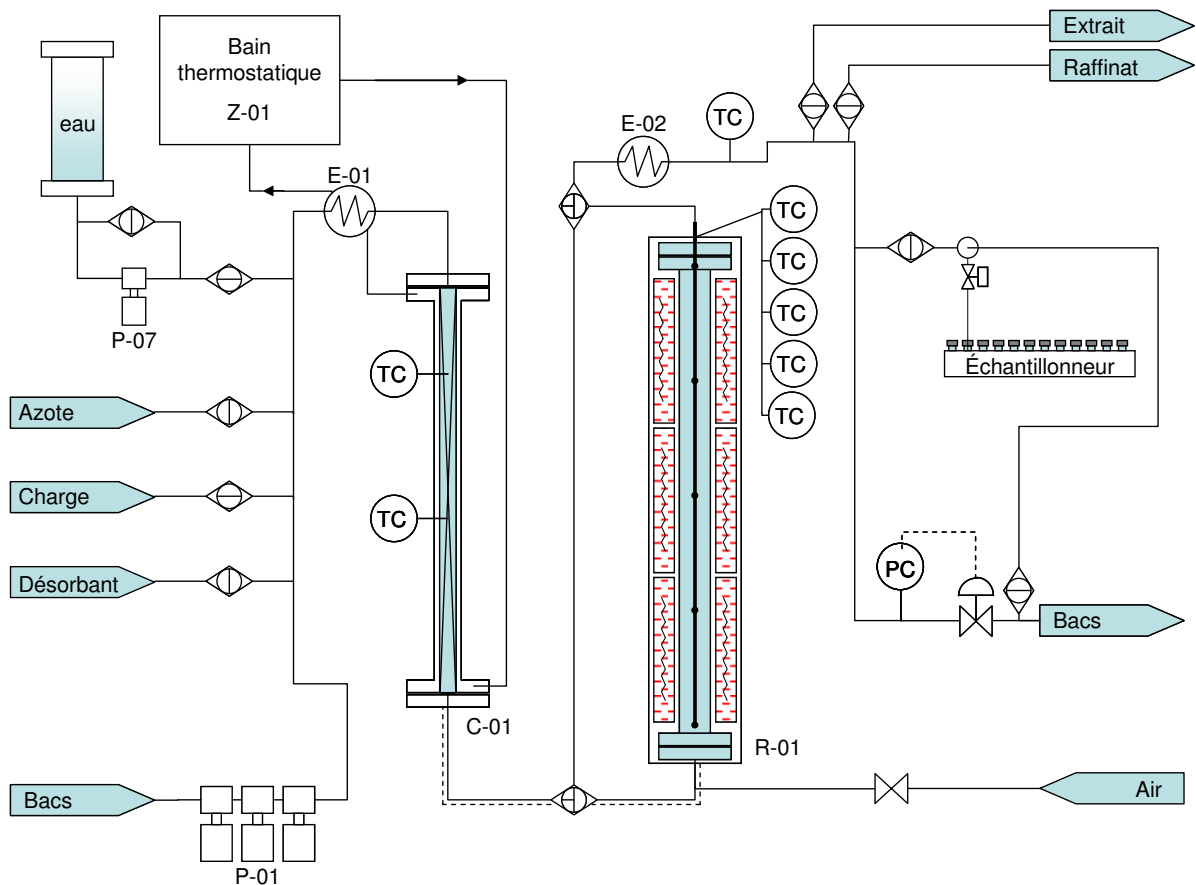 Extrait
Raffinat
Bain
thermostatique
Z-01
eau
E-02
TC
E-01
TC
TC
TC
TC
TC
P-07
TC
Échantillonneur
Azote
Charge
TC
Désorbant
PC
Bacs
C-01
R-01
Bacs
Air
P-01